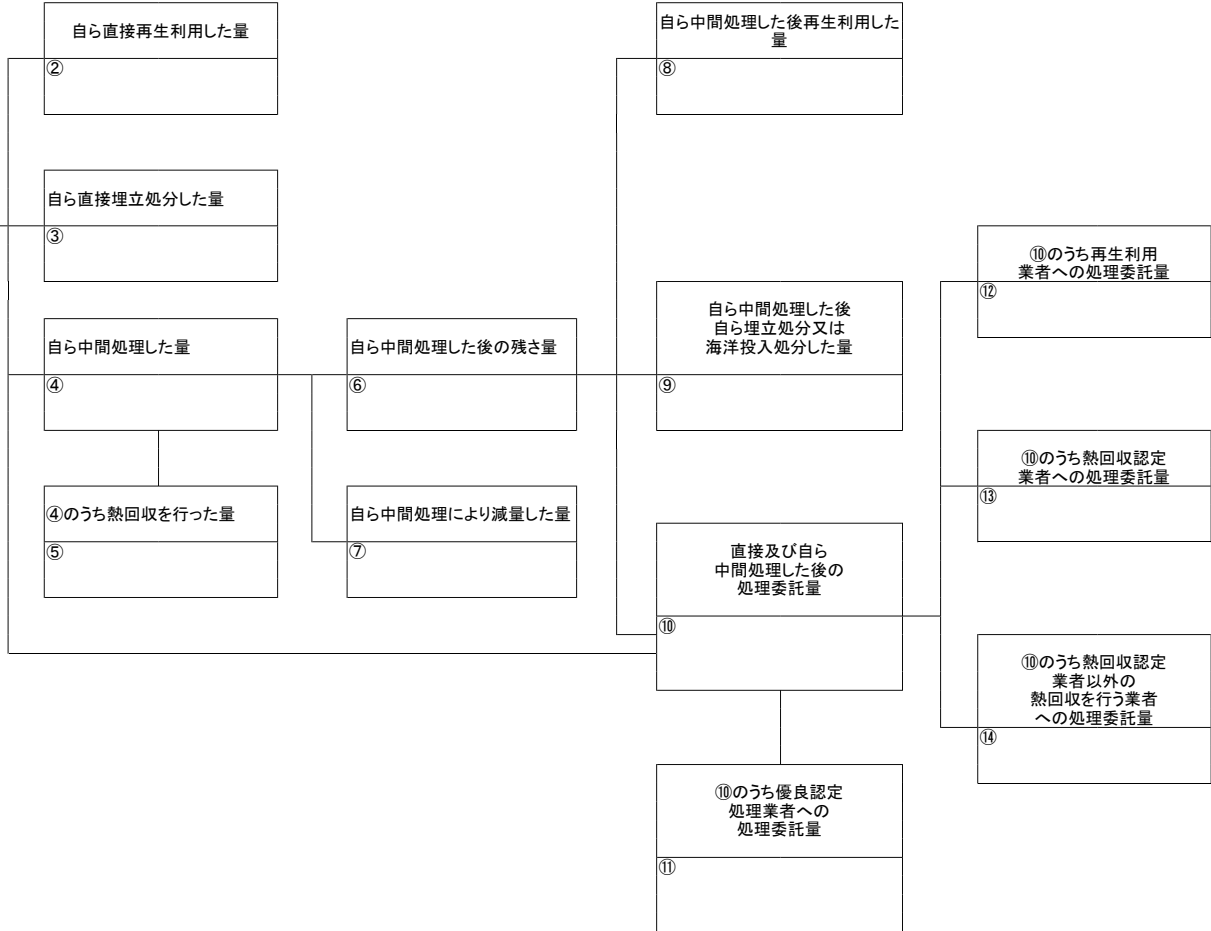 自ら直接再生利用した量
②
自ら中間処理した後再生利用した
量
⑧
自ら直接埋立処分した量
③
⑩のうち再生利用
業者への処理委託量
⑫
自ら中間処理した量
④
自ら中間処理した後の残さ量
⑥
自ら中間処理した後
自ら埋立処分又は
海洋投入処分した量
⑨
⑩のうち熱回収認定
業者への処理委託量
⑬
④のうち熱回収を行った量
⑤
自ら中間処理により減量した量
⑦
直接及び自ら
中間処理した後の
処理委託量
⑩
⑩のうち熱回収認定
業者以外の
熱回収を行う業者
への処理委託量
⑭
⑩のうち優良認定
処理業者への
処理委託量
⑪